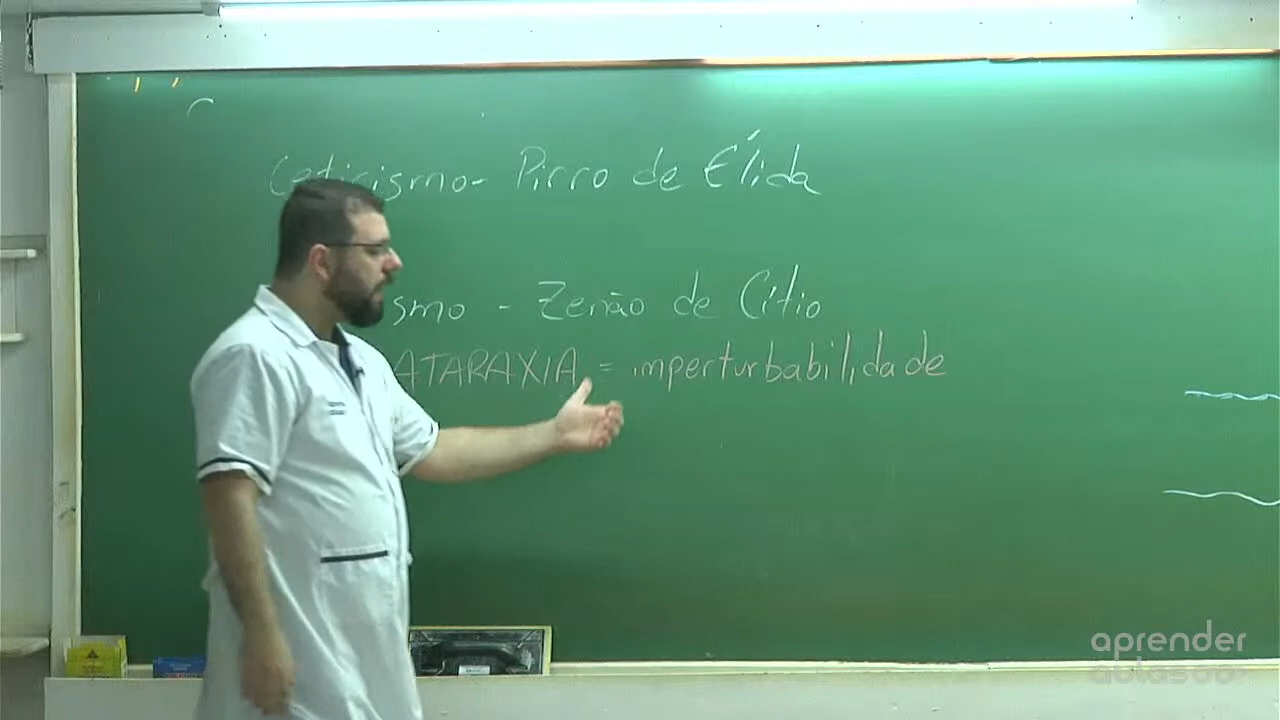 Ceticismo - Pirro de Élida
smo - Zenão de Cítio
ATARAXIA = imperturbabilidade
aprender